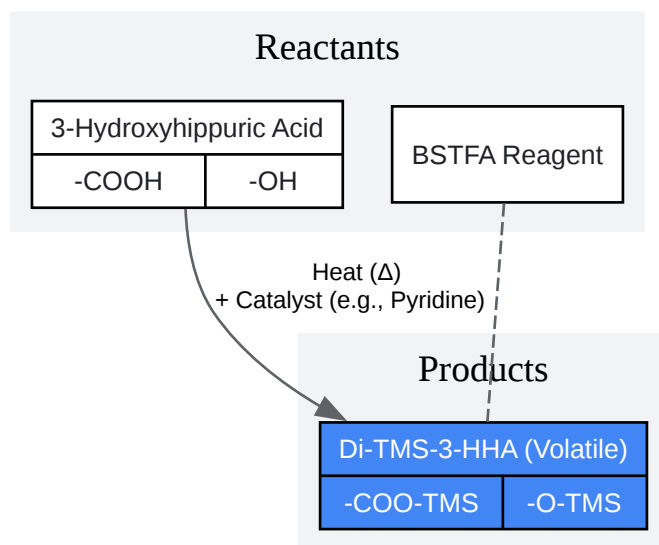 Reactants
3-Hydroxyhippuric Acid
-COOH
-OH
BSTFA Reagent
Heat (Δ)
+ Catalyst (e.g., Pyridine)
Products
Di-TMS-3-HHA (Volatile)
-COO-TMS
-O-TMS